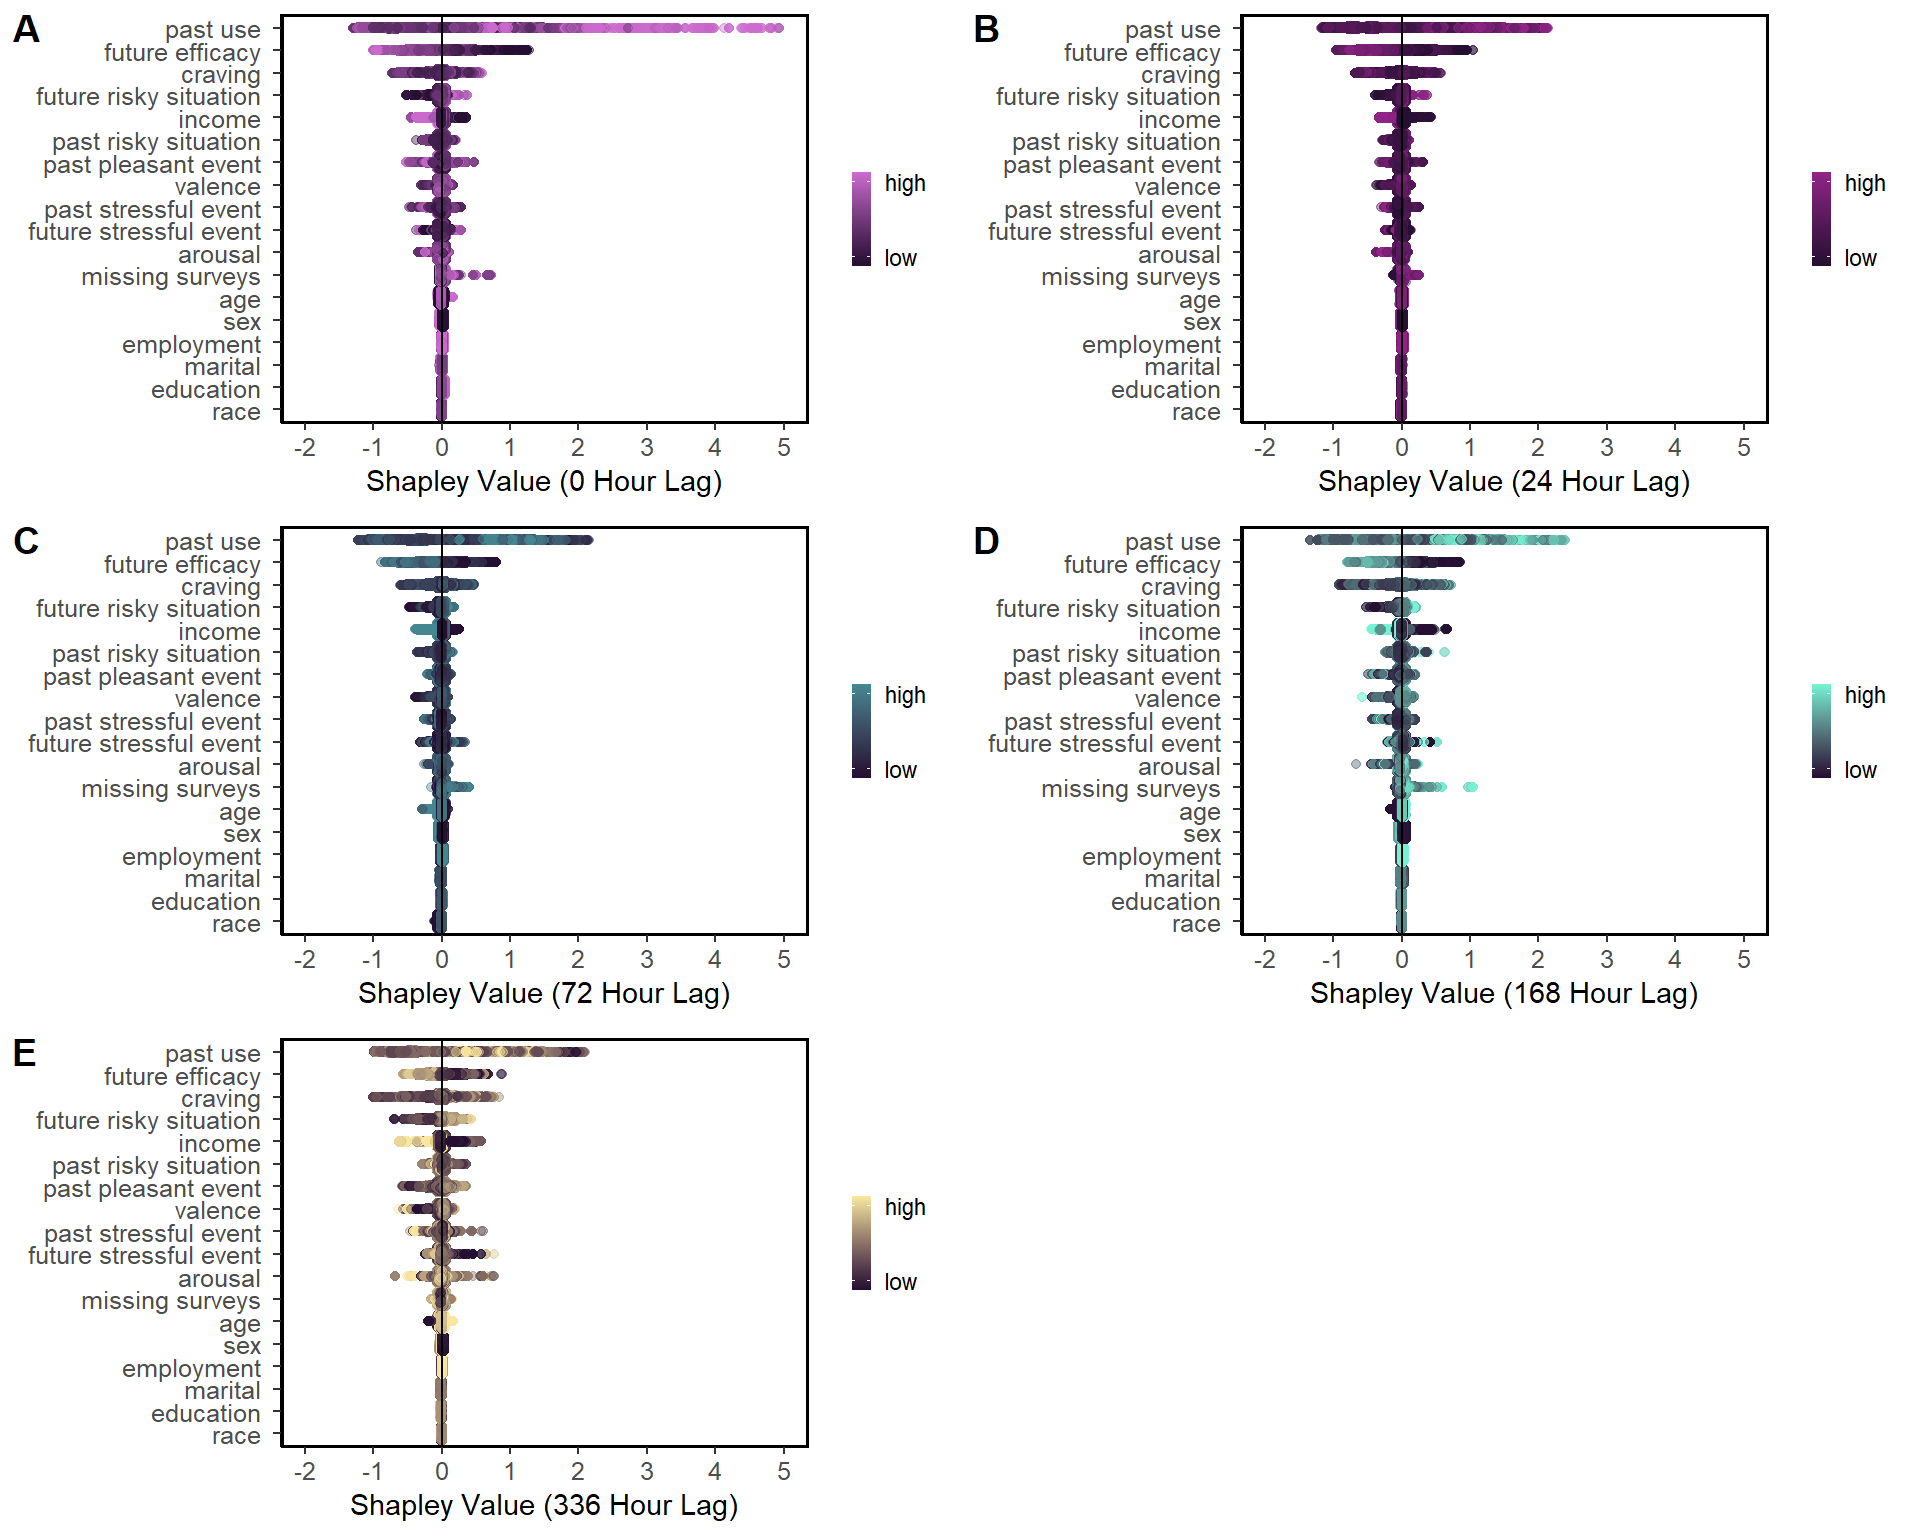 A
past use
future efficacy
craving
future risky situation
income
past risky situation
past pleasant event
valence
past stressful event
future stressful event
arousal
missing surveys
age
sex
employment
marital
education
race
-2 -1 0 1 2 3 4 5
Shapley Value (0 Hour Lag)
high
low
B
past use
future efficacy
craving
future risky situation
income
past risky situation
past pleasant event
valence
past stressful event
future stressful event
arousal
missing surveys
age
sex
employment
marital
education
race
-2 -1 0 1 2 3 4 5
Shapley Value (24 Hour Lag)
high
low
C
past use
future efficacy
craving
future risky situation
income
past risky situation
past pleasant event
valence
past stressful event
future stressful event
arousal
missing surveys
age
sex
employment
marital
education
race
-2 -1 0 1 2 3 4 5
Shapley Value (72 Hour Lag)
high
low
D
past use
future efficacy
craving
future risky situation
income
past risky situation
past pleasant event
valence
past stressful event
future stressful event
arousal
missing surveys
age
sex
employment
marital
education
race
-2 -1 0 1 2 3 4 5
Shapley Value (168 Hour Lag)
high
low
E
past use
future efficacy
craving
future risky situation
income
past risky situation
past pleasant event
valence
past stressful event
future stressful event
arousal
missing surveys
age
sex
employment
marital
education
race
-2 -1 0 1 2 3 4 5
Shapley Value (336 Hour Lag)
high
low